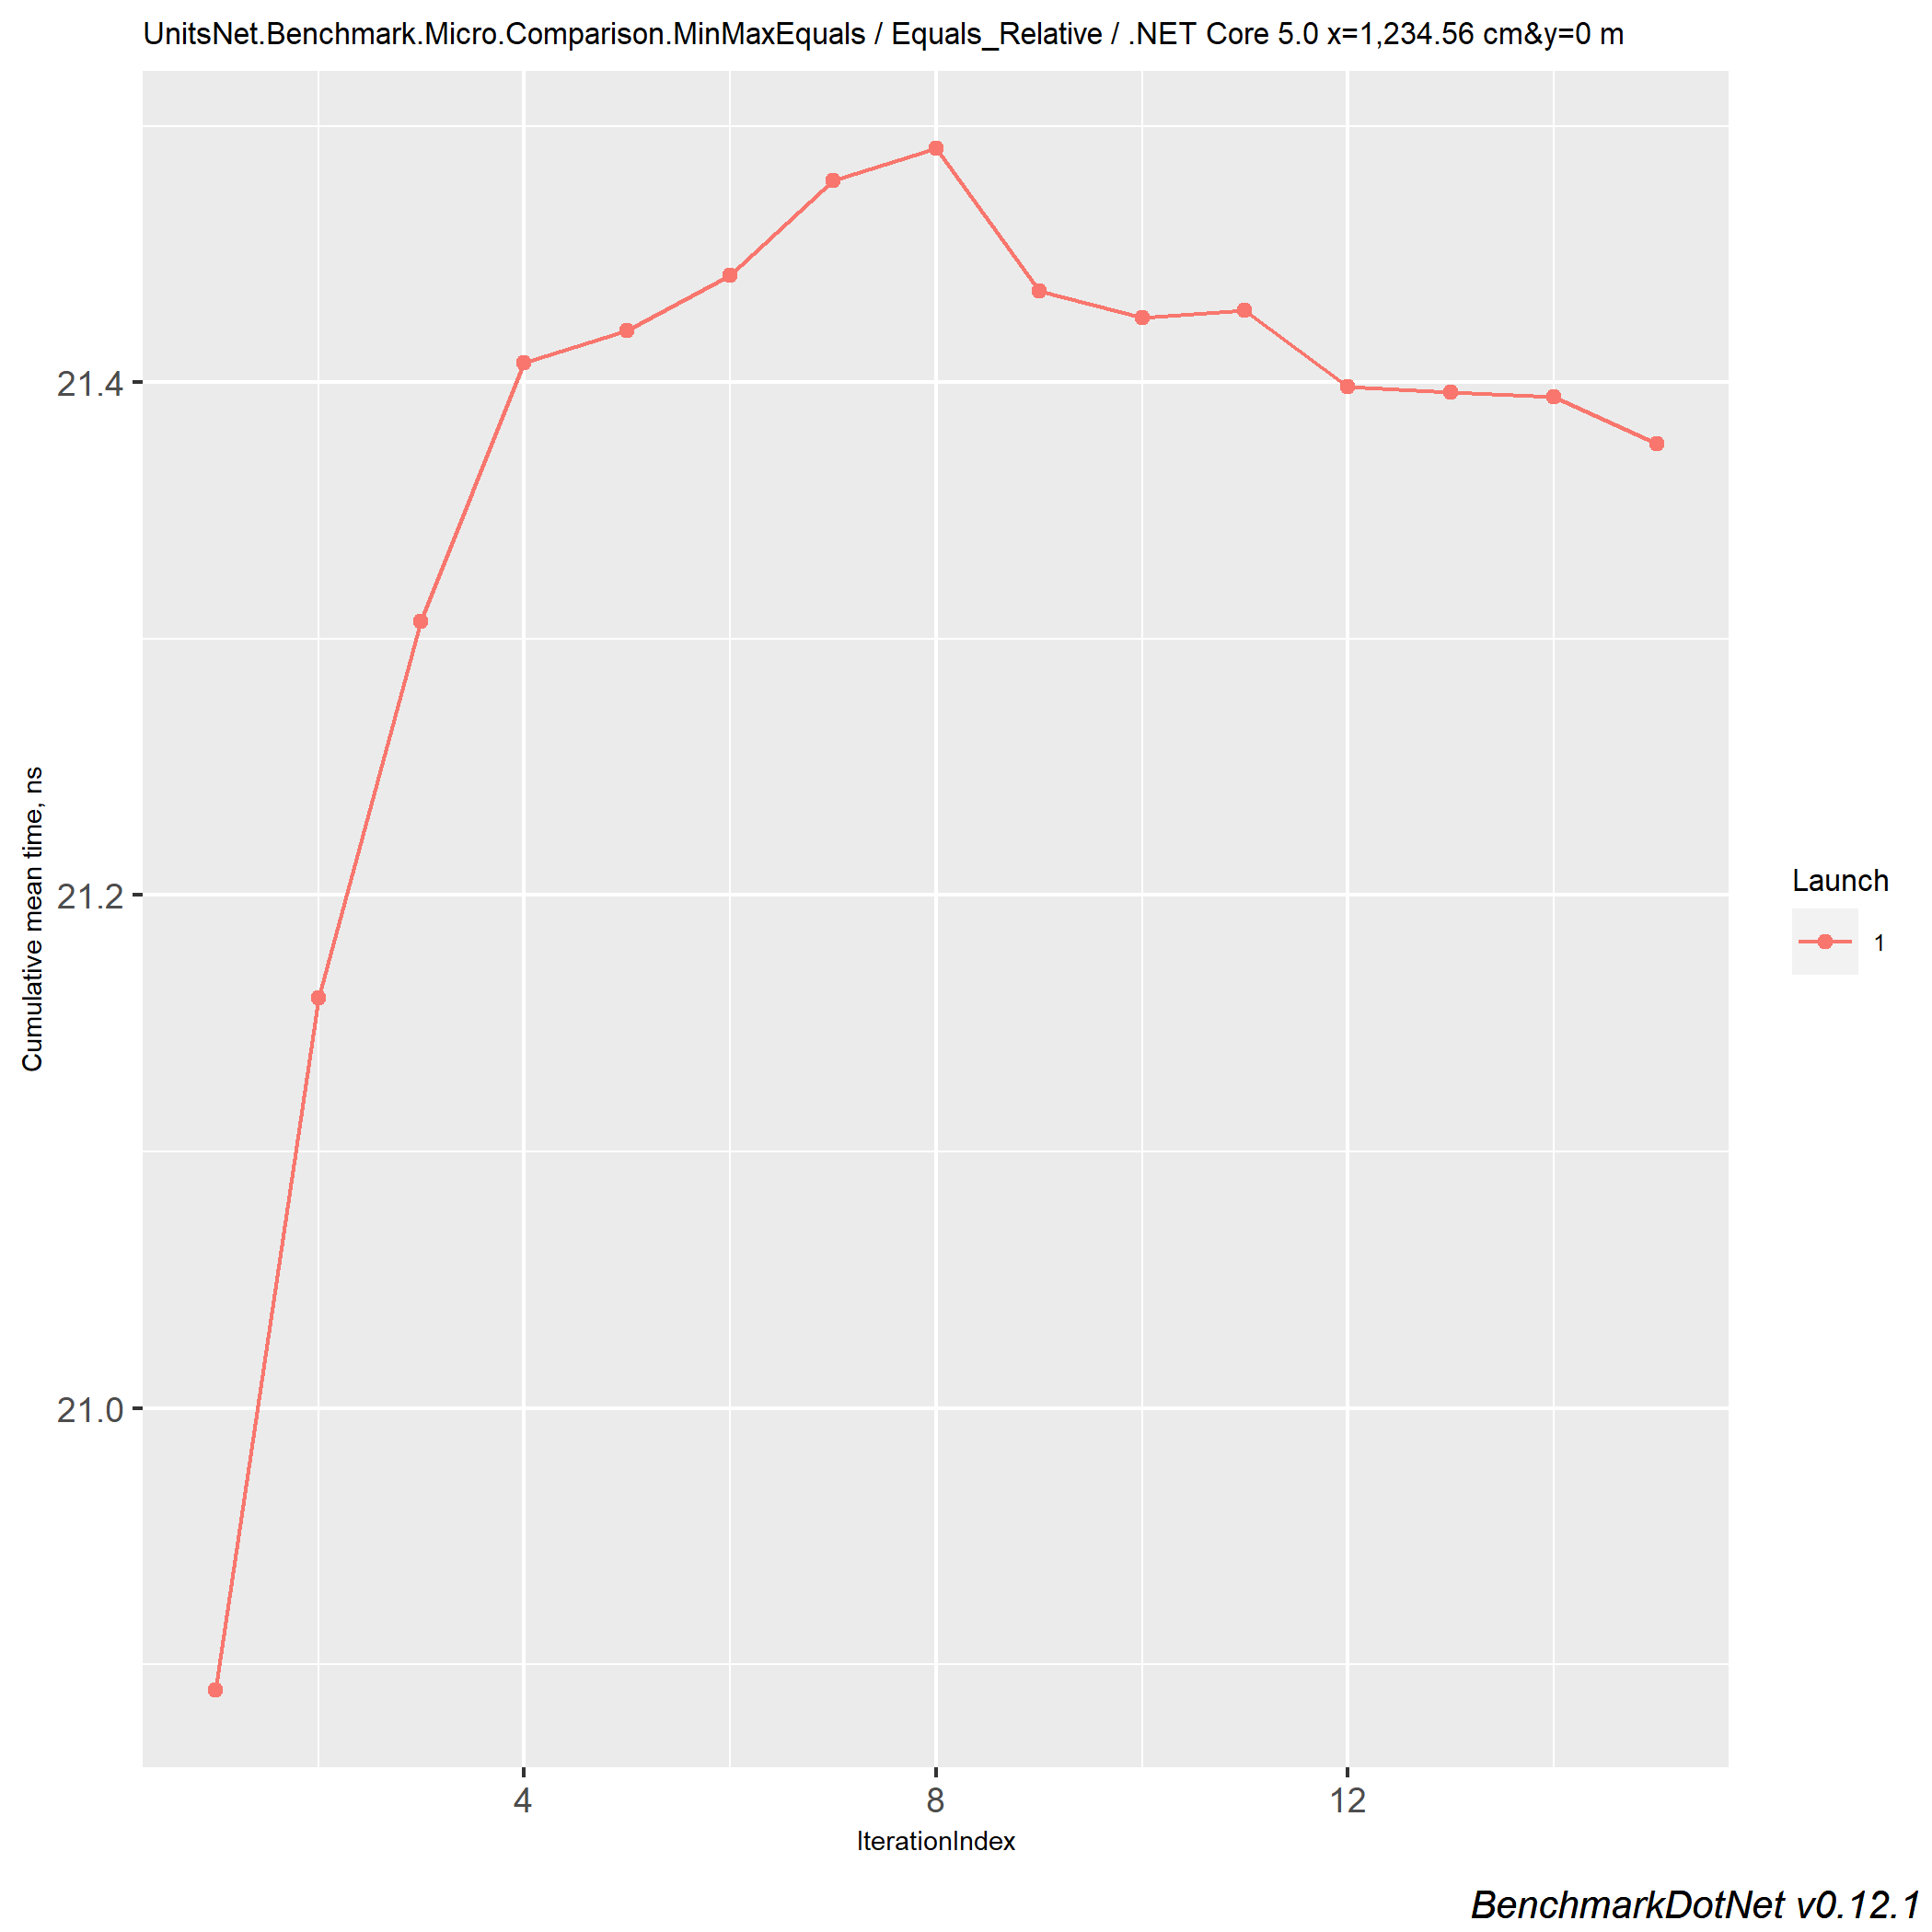 UnitsNet.Benchmark.Micro.Comparison.MinMaxEquals / Equals_Relative / .NET Core 5.0 x=1,234.56 cm&y=0 m
Cumulative mean time, ns
21.4
21.2
21.0
4
8
12
IterationIndex
Launch
1
BenchmarkDotNet v0.12.1